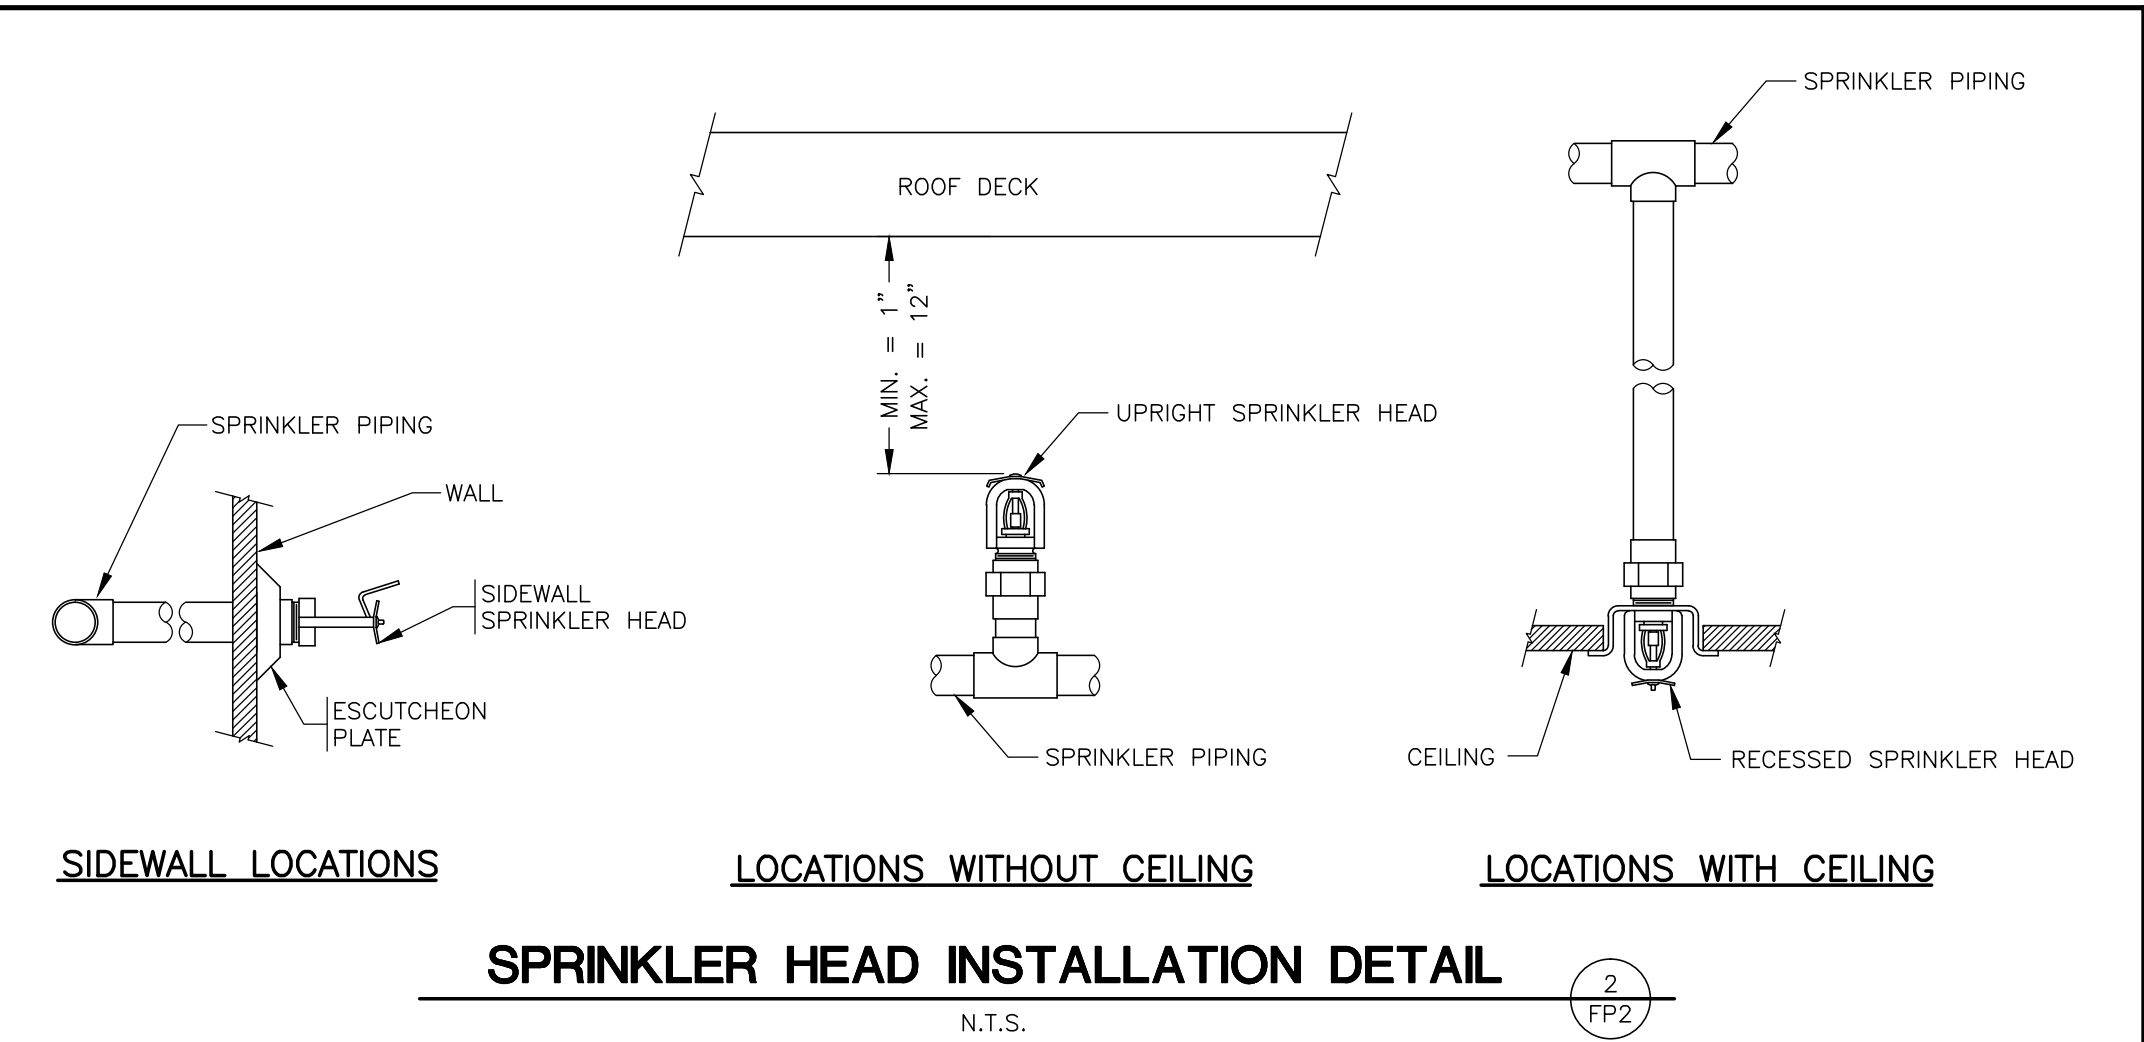 SPRINKLER PIPING
WALL
SIDEWALL
SPRINKLER HEAD
ESCUTCHEON
PLATE
SIDEWALL LOCATIONS
ROOF DECK
MIN. = 1"
MAX. = 12"
UPRIGHT SPRINKLER HEAD
SPRINKLER PIPING
LOCATIONS WITHOUT CEILING
SPRINKLER PIPING
CEILING
RECESSED SPRINKLER HEAD
LOCATIONS WITH CEILING
SPRINKLER HEAD INSTALLATION DETAIL
N.T.S.
2
FP2